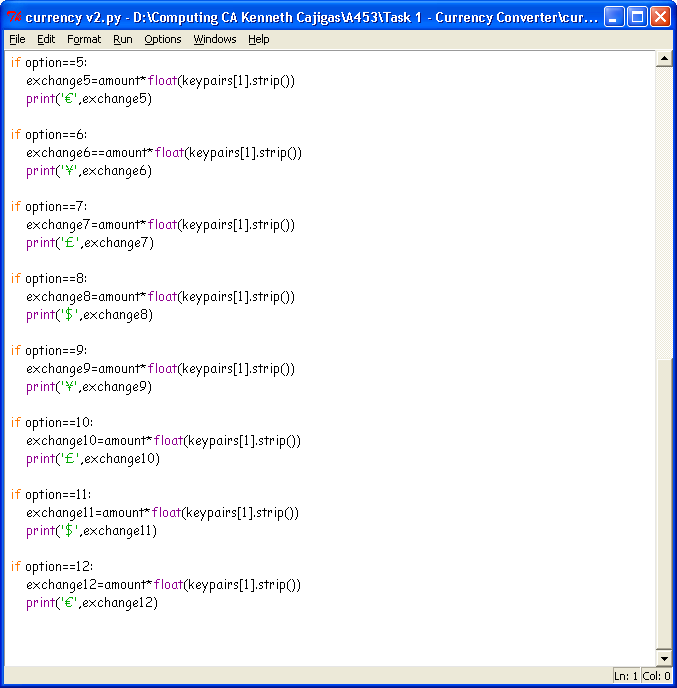 currency v2.py - D:\Computing CA Kenneth Cajigas\A453\Task 1 - Currency Converter\cur...
File Edit Format Run Options Windows Help
if option==5:
    exchange5=amount*float(keypairs[1].strip())
    print('€',exchange5)

if option==6:
    exchange6==amount*float(keypairs[1].strip())
    print('¥',exchange6)

if option==7:
    exchange7=amount*float(keypairs[1].strip())
    print('£',exchange7)

if option==8:
    exchange8=amount*float(keypairs[1].strip())
    print('$',exchange8)

if option==9:
    exchange9=amount*float(keypairs[1].strip())
    print('¥',exchange9)

if option==10:
    exchange10=amount*float(keypairs[1].strip())
    print('£',exchange10)

if option==11:
    exchange11=amount*float(keypairs[1].strip())
    print('$',exchange11)

if option==12:
    exchange12=amount*float(keypairs[1].strip())
    print('€',exchange12)
Ln: 1 Col: 0